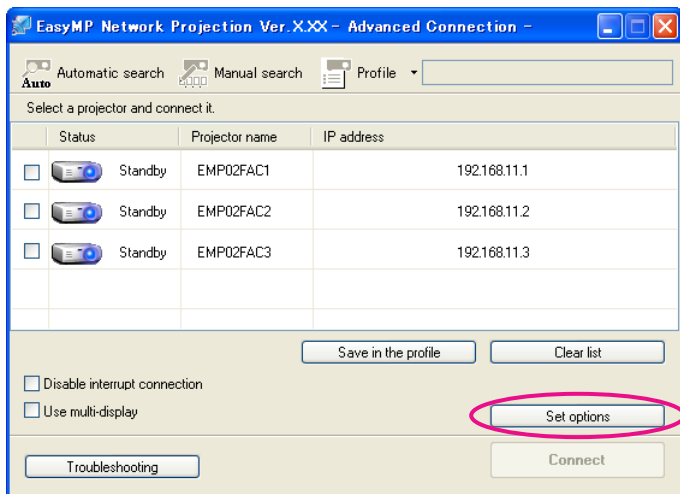 EasyMP Network Projection Ver.X.XX - Advanced Connection -
Auto Automatic search Manual search Profile
Select a projector and connect it.
Status Projector name IP address
Standby EMP02FAC1 192.168.11.1
Standby EMP02FAC2 192.168.11.2
Standby EMP02FAC3 192.168.11.3
Save in the profile Clear list
Disable interrupt connection
Use multi-display
Set options
Troubleshooting Connect